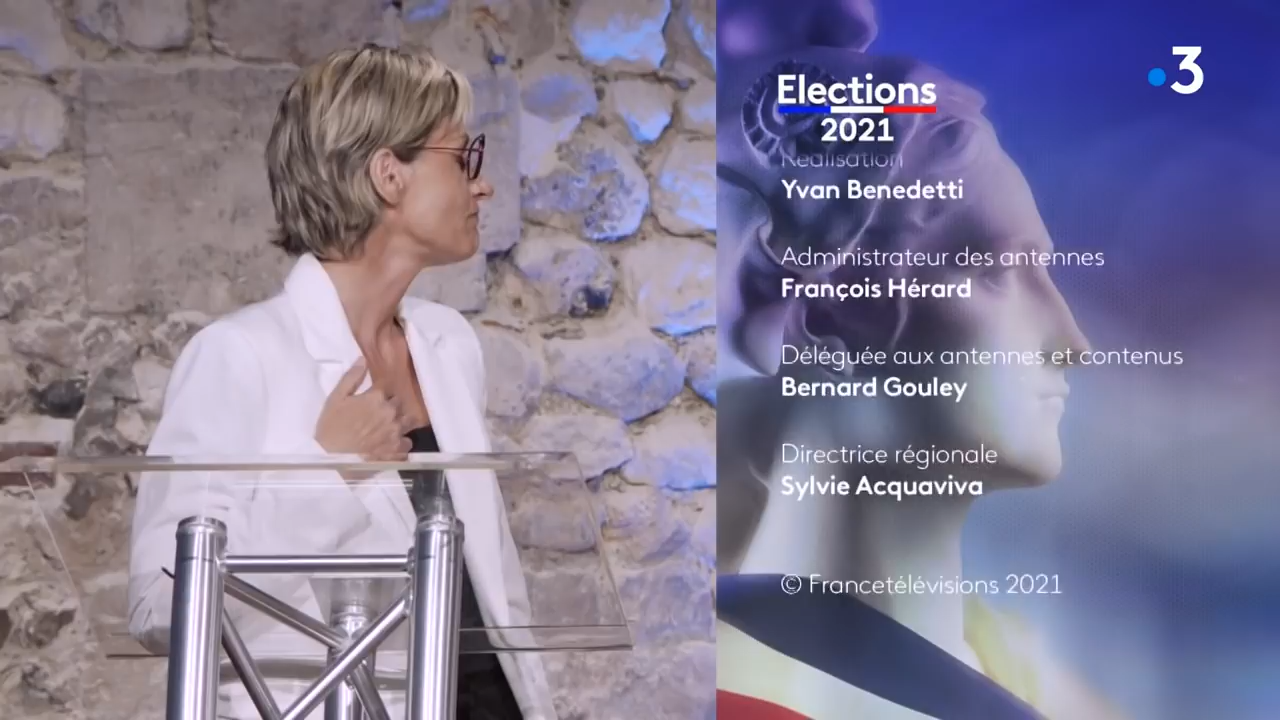 Elections
2021
3
Réalisation
Yvan Benedetti
Administrateur des antennes
François Hérard
Déléguée aux antennes et contenus
Bernard Gouley
Directrice régionale
Sylvie Acquaviva
© Francetélévisions 2021